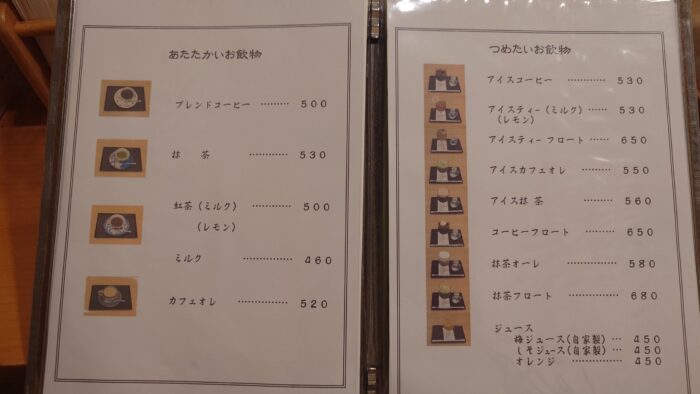 あたたかいお飲物
ブレンドコーヒー ……… 500
抹 茶 ………… 530
紅茶(ミルク) ………… 500
(レモン)
ミルク ………… 460
カフェオレ ………… 520
つめたいお飲物
アイスコーヒー ……… 530
アイスティー(ミルク)…… 530
(レモン)
アイスティー フロート …… 650
アイスカフェオレ …… 550
アイス抹 茶 ……… 560
コーヒーフロート ……… 650
抹茶オーレ ………… 580
抹茶フロート ………… 680
ジュース
梅ジュース(自家製) … 450
しそジュース(自家製) … 450
オレンジ ………… 450